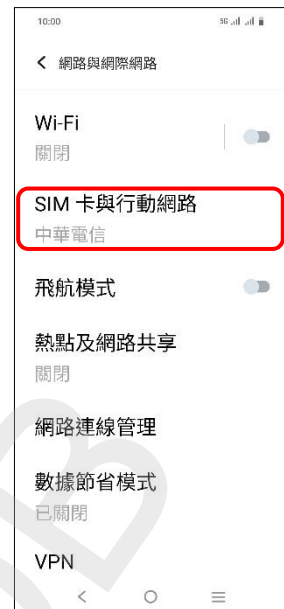 10:00 5G
網路與網際網路
Wi-Fi
關閉
SIM 卡與行動網路
中華電信
飛航模式
熱點及網路共享
關閉
網路連線管理
數據節省模式
已關閉
VPN